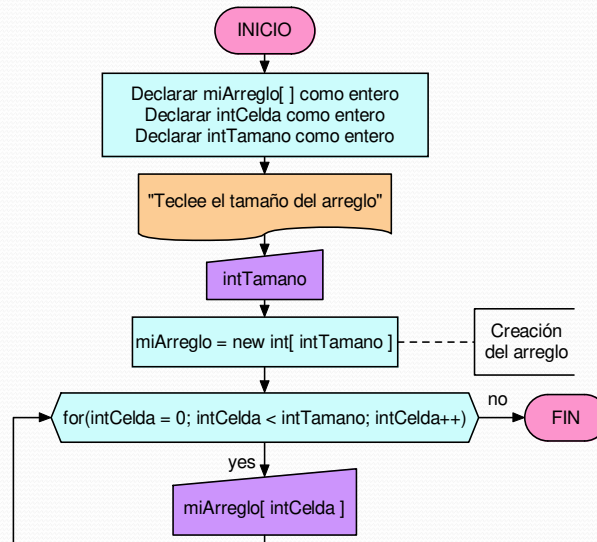 INICIO
Declarar miArreglo[ ] como entero
Declarar intCelda como entero
Declarar intTamano como entero
"Teclee el tamaño del arreglo"
intTamano
miArreglo = new int[ intTamano ]
Creación
del arreglo
for(intCelda = 0; intCelda < intTamano; intCelda++)
no
FIN
yes
miArreglo[ intCelda ]